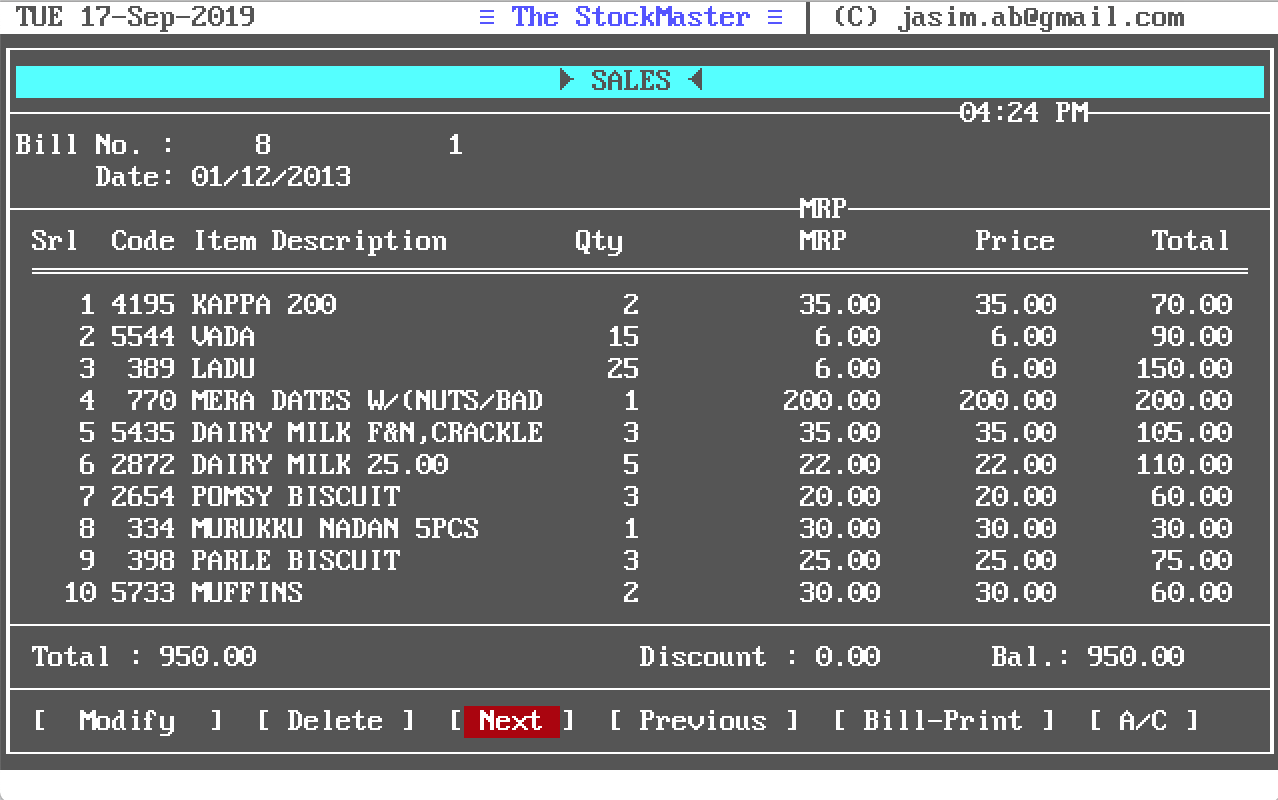 TUE 17-Sep-2019 ≡ The StockMaster ≡ (C) jasim.ab@gmail.com
► SALES ◄
04:24 PM
Bill No. : 8 1
Date: 01/12/2013
MRP
Srl Code Item Description Qty MRP Price Total
1 4195 KAPPA 200 2 35.00 35.00 70.00
2 5544 VADA 15 6.00 6.00 90.00
3 389 LADU 25 6.00 6.00 150.00
4 770 MERA DATES W/(NUTS/BAD 1 200.00 200.00 200.00
5 5435 DAIRY MILK F&N,CRACKLE 3 35.00 35.00 105.00
6 2872 DAIRY MILK 25.00 5 22.00 22.00 110.00
7 2654 POMSY BISCUIT 3 20.00 20.00 60.00
8 334 MURUKKU NADAN 5PCS 1 30.00 30.00 30.00
9 398 PARLE BISCUIT 3 25.00 25.00 75.00
10 5733 MUFFINS 2 30.00 30.00 60.00
Total : 950.00 Discount : 0.00 Bal.: 950.00
[ Modify ] [ Delete ] [ Next ] [ Previous ] [ Bill-Print ] [ A/C ]